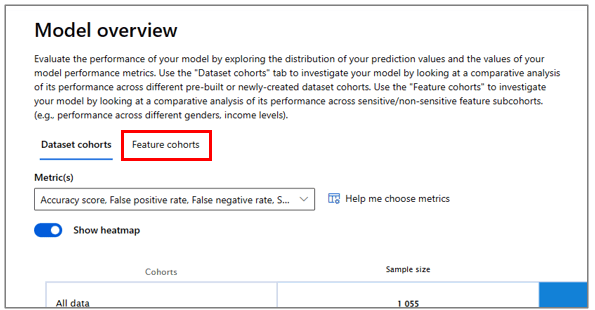 Model overview
Evaluate the performance of your model by exploring the distribution of your prediction values and the values of your
model performance metrics. Use the "Dataset cohorts" tab to investigate your model by looking at a comparative analysis
of its performance across different pre-built or newly-created dataset cohorts. Use the "Feature cohorts" to investigate
your model by looking at a comparative analysis of its performance across sensitive/non-sensitive feature subcohorts.
(e.g., performance across different genders, income levels).
Dataset cohorts Feature cohorts
Metric(s)
Accuracy score, False positive rate, False negative rate, S... Help me choose metrics
Show heatmap
Cohorts Sample size
All data 1 055